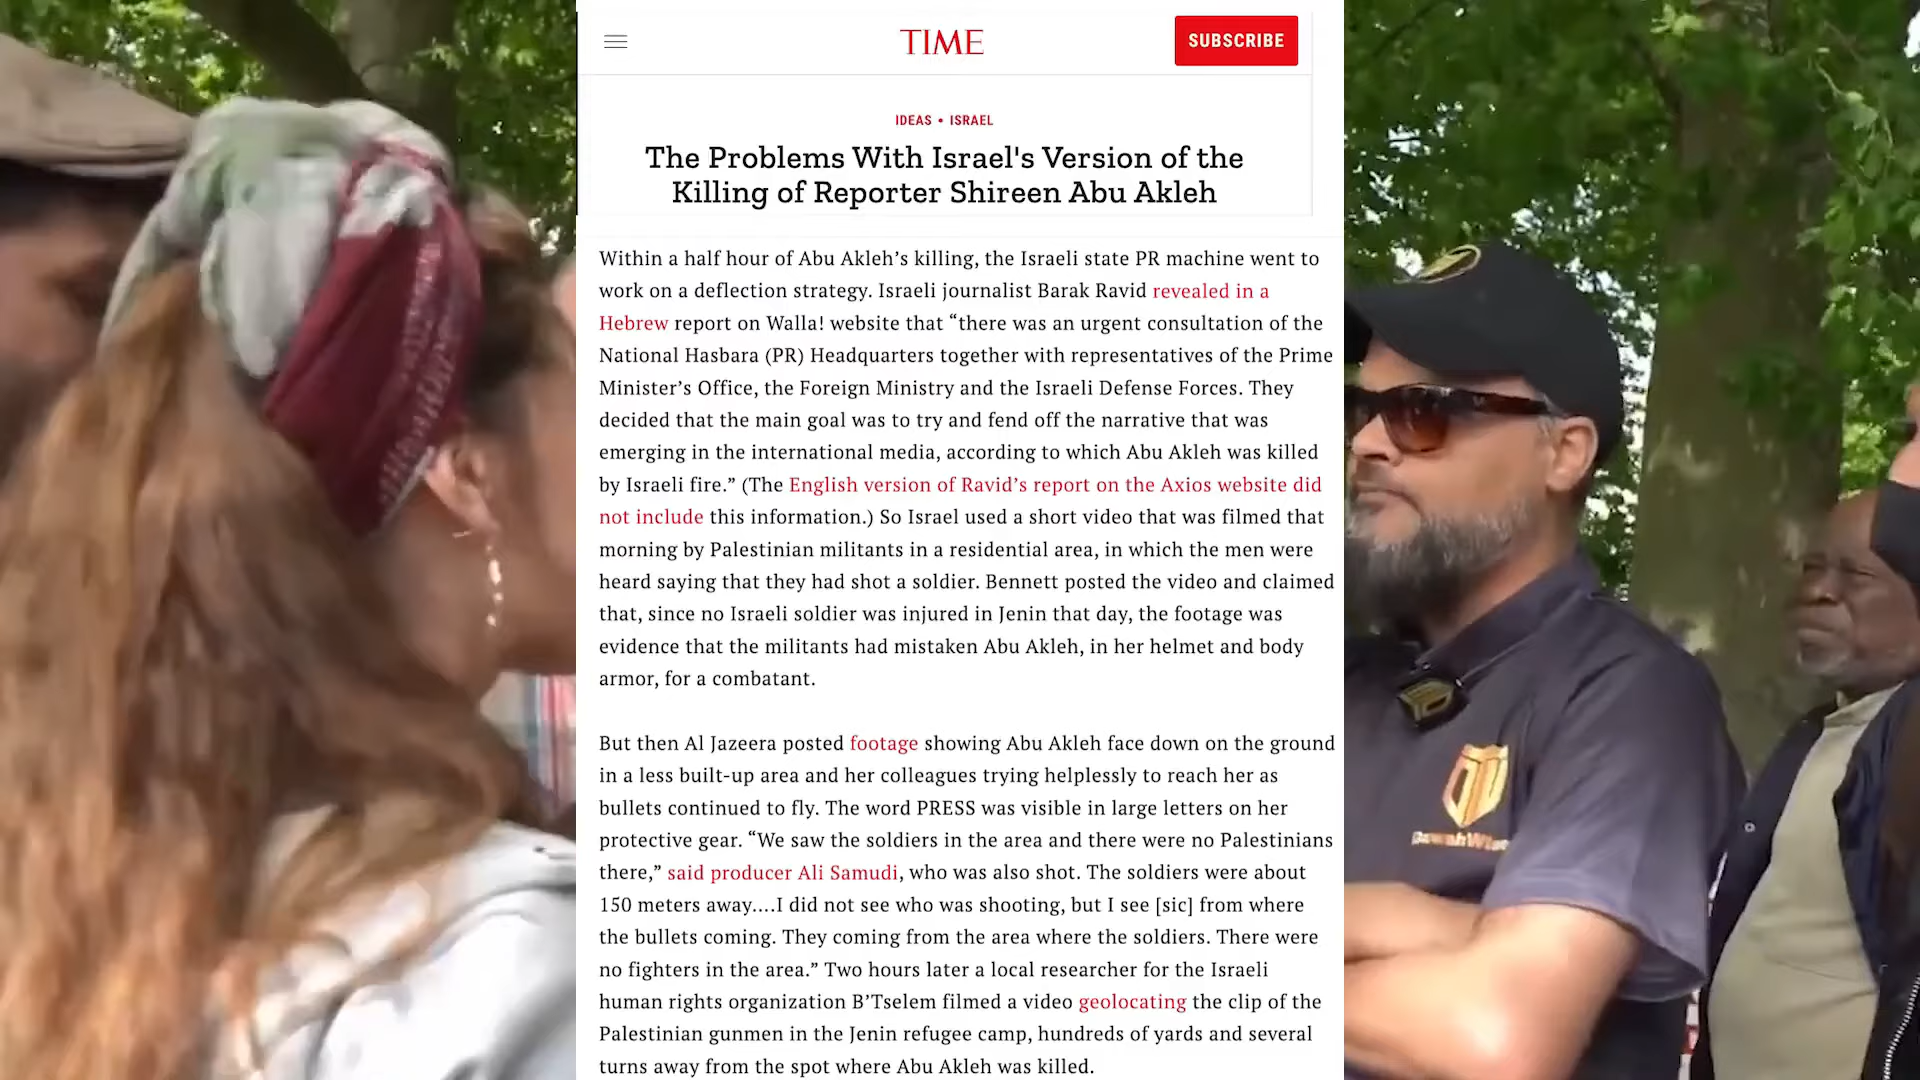 TIME
SUBSCRIBE
IDEAS • ISRAEL
The Problems With Israel's Version of the
Killing of Reporter Shireen Abu Akleh
Within a half hour of Abu Akleh’s killing, the Israeli state PR machine went to
work on a deflection strategy. Israeli journalist Barak Ravid revealed in a
Hebrew report on Walla! website that “there was an urgent consultation of the
National Hasbara (PR) Headquarters together with representatives of the Prime
Minister’s Office, the Foreign Ministry and the Israeli Defense Forces. They
decided that the main goal was to try and fend off the narrative that was
emerging in the international media, according to which Abu Akleh was killed
by Israeli fire.” (The English version of Ravid’s report on the Axios website did
not include this information.) So Israel used a short video that was filmed that
morning by Palestinian militants in a residential area, in which the men were
heard saying that they had shot a soldier. Bennett posted the video and claimed
that, since no Israeli soldier was injured in Jenin that day, the footage was
evidence that the militants had mistaken Abu Akleh, in her helmet and body
armor, for a combatant.
But then Al Jazeera posted footage showing Abu Akleh face down on the ground
in a less built-up area and her colleagues trying helplessly to reach her as
bullets continued to fly. The word PRESS was visible in large letters on her
protective gear. “We saw the soldiers in the area and there were no Palestinians
there,” said producer Ali Samudi, who was also shot. The soldiers were about
150 meters away....I did not see who was shooting, but I see [sic] from where
the bullets coming. They coming from the area where the soldiers. There were
no fighters in the area.” Two hours later a local researcher for the Israeli
human rights organization B’Tselem filmed a video geolocating the clip of the
Palestinian gunmen in the Jenin refugee camp, hundreds of yards and several
turns away from the spot where Abu Akleh was killed.
DawahWise